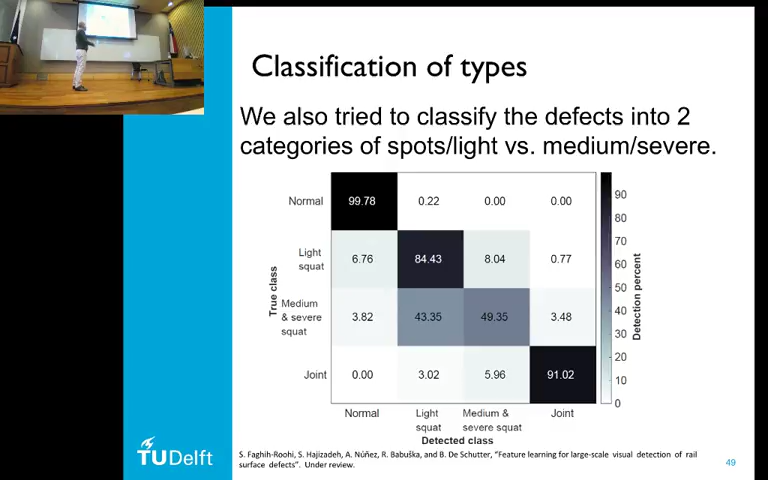 Classification of types
We also tried to classify the defects into 2
categories of spots/light vs. medium/severe.
Normal 99.78 0.22 0.00 0.00
Light
squat 6.76 84.43 8.04 0.77
Medium
& severe
squat 3.82 43.35 49.35 3.48
Joint 0.00 3.02 5.96 91.02
True class
Normal Light
squat Medium &
severe squat Joint
Detected class
90
80
70
60
50
40
30
20
10
0
Detection percent
TUDelft
S. Faghih-Roohi, S. Hajizadeh, A. Núñez, R. Babuška, and B. De Schutter, "Feature learning for large-scale visual detection of rail
surface defects". Under review.
49